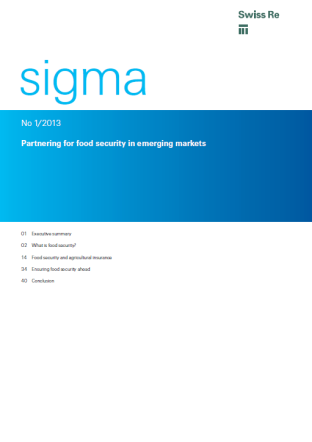 Swiss Re
sigma
No 1/2013
Partnering for food security in emerging markets
01 Executive summary
02 What is food security?
14 Food security and agricultural insurance
34 Ensuring food security ahead
40 Conclusion